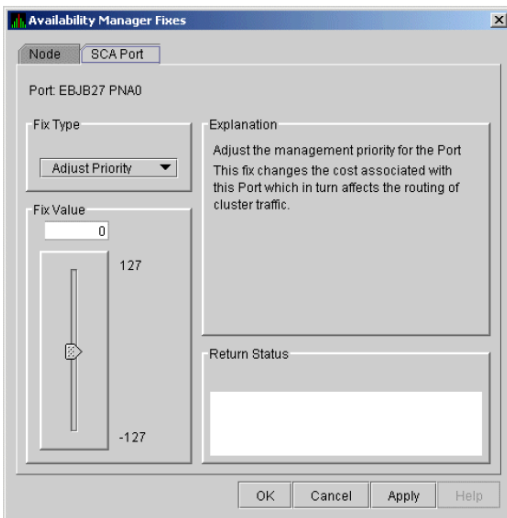 Availability Manager Fixes
Node
SCA Port
Port: EBJB27 PNA0
Fix Type
Adjust Priority
Fix Value
0
127
-127
Explanation
Adjust the management priority for the Port
This fix changes the cost associated with
this Port which in turn affects the routing of
cluster traffic.
Return Status
OK
Cancel
Apply
Help